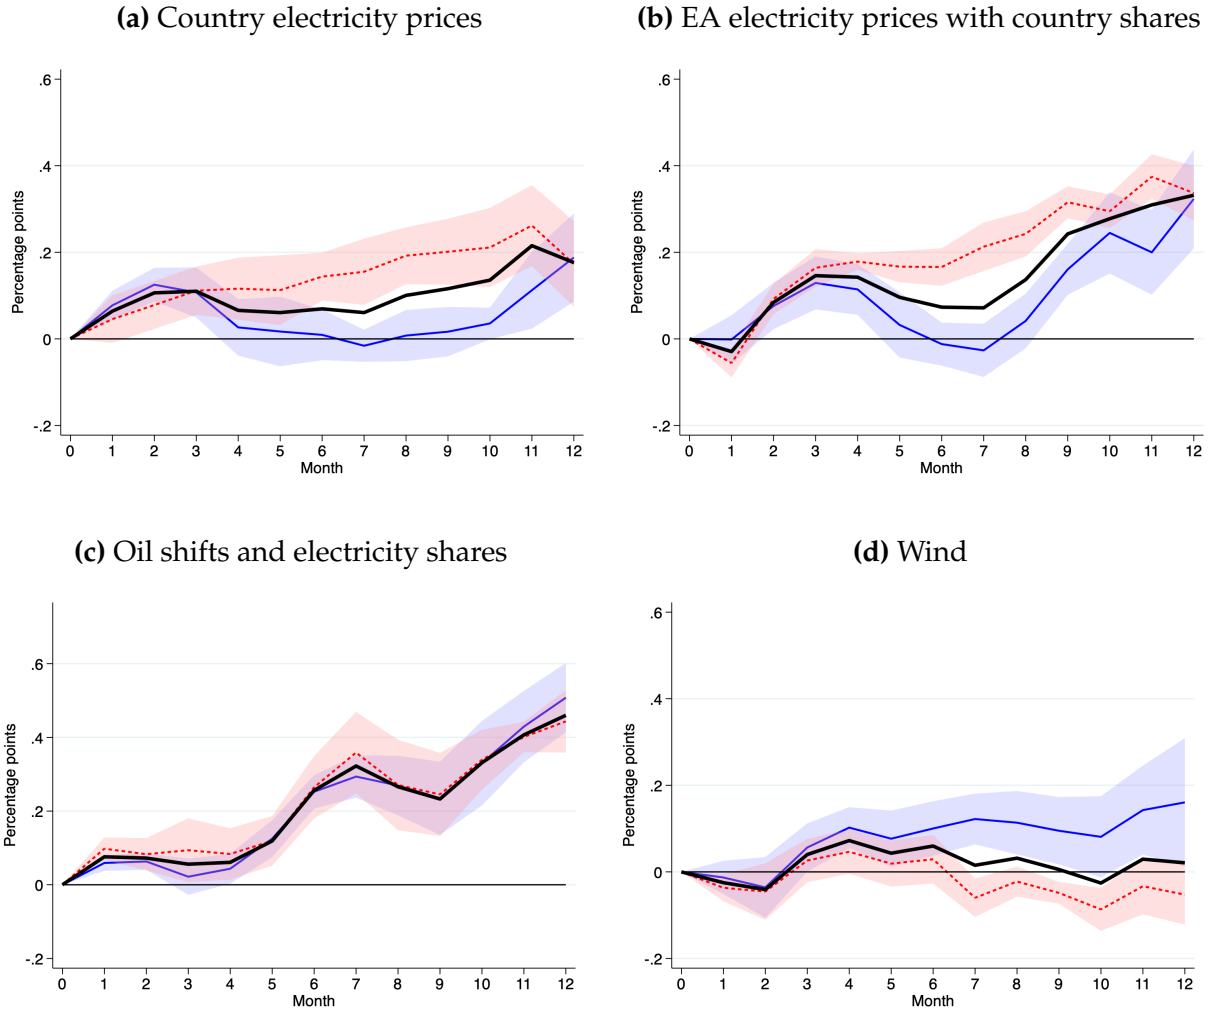 (a) Country electricity prices
.6
.4
.2
0
-.2
Percentage points
0 1 2 3 4 5 6 7 8 9 10 11 12
Month
(b) EA electricity prices with country shares
.6
.4
.2
0
-.2
Percentage points
0 1 2 3 4 5 6 7 8 9 10 11 12
Month
(c) Oil shifts and electricity shares
.6
.4
.2
0
-.2
Percentage points
0 1 2 3 4 5 6 7 8 9 10 11 12
Month
(d) Wind
.6
.4
.2
0
-.2
Percentage points
0 1 2 3 4 5 6 7 8 9 10 11 12
Month